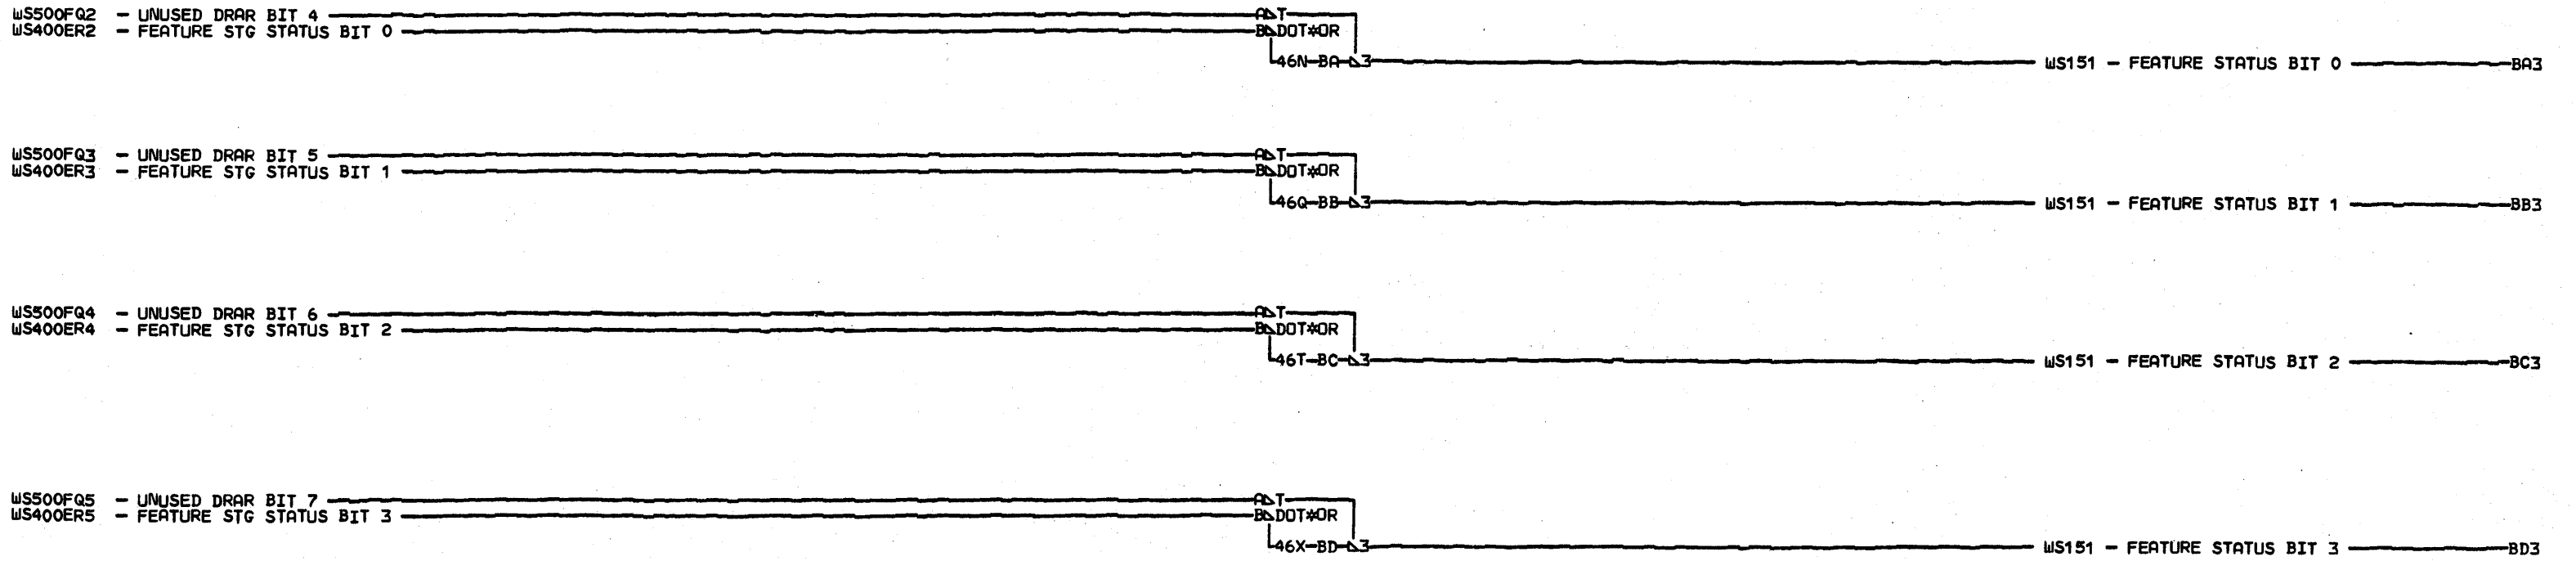 WS500FQ2 - UNUSED DRAR BIT 4 A T
WS400ER2 - FEATURE STG STATUS BIT 0 B DOT*OR
46N-BA 3 WS151 - FEATURE STATUS BIT 0 BA3
WS500FQ3 - UNUSED DRAR BIT 5 A T
WS400ER3 - FEATURE STG STATUS BIT 1 B DOT*OR
46Q-BB 3 WS151 - FEATURE STATUS BIT 1 BB3
WS500FQ4 - UNUSED DRAR BIT 6 A T
WS400ER4 - FEATURE STG STATUS BIT 2 B DOT*OR
46T-BC 3 WS151 - FEATURE STATUS BIT 2 BC3
WS500FQ5 - UNUSED DRAR BIT 7 A T
WS400ER5 - FEATURE STG STATUS BIT 3 B DOT*OR
46X-BD 3 WS151 - FEATURE STATUS BIT 3 BD3